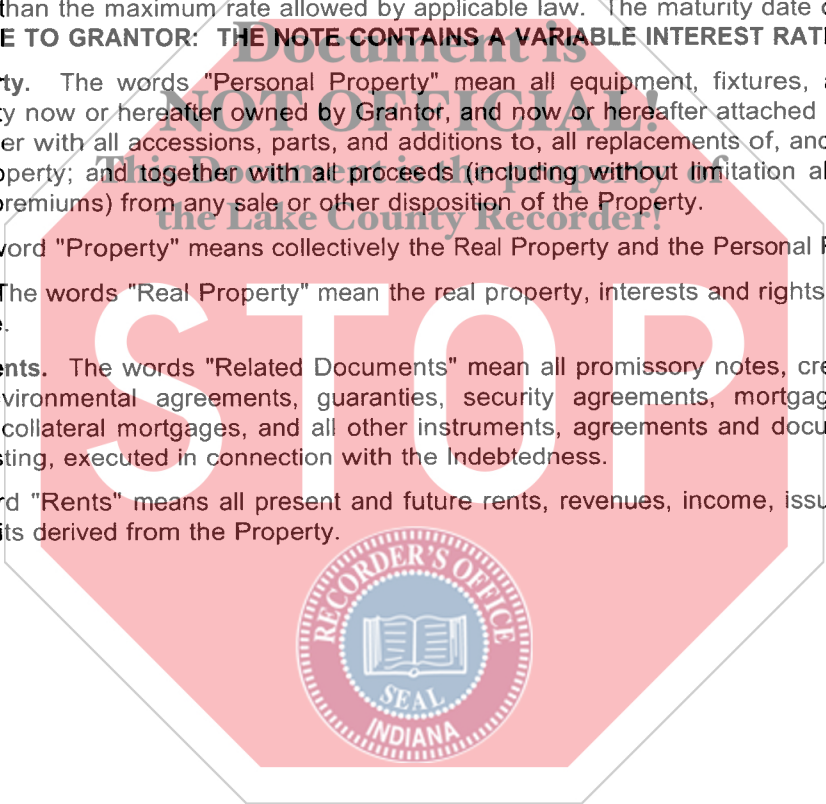 than the maximum rate allowed by applicable law. The maturity date
Document is
E TO GRANTOR: THE NOTE CONTAINS A VARIABLE INTEREST RAT
ty. The words "Personal Property" mean all equipment, fixtures,
NOT OFFICIAL!
y now or hereafter owned by Grantor, and now or hereafter attached
er with all accessions, parts, and additions to, all replacements of, and
This Document is the property of
operty; and together with all proceeds (including without limitation al
premiums) from any sale or other disposition of the Property.
the Lake County Recorder!
word "Property" means collectively the Real Property and the Personal
The words "Real Property" mean the real property, interests and rights
STOP
ents. The words "Related Documents" mean all promissory notes, cre
vironmental agreements, guaranties, security agreements, mortgag
collateral mortgages, and all other instruments, agreements and docu
sting, executed in connection with the Indebtedness.
rd "Rents" means all present and future rents, revenues, income, issu
its derived from the Property.
RECORDER'S OFFICE
SEAL
INDIANA